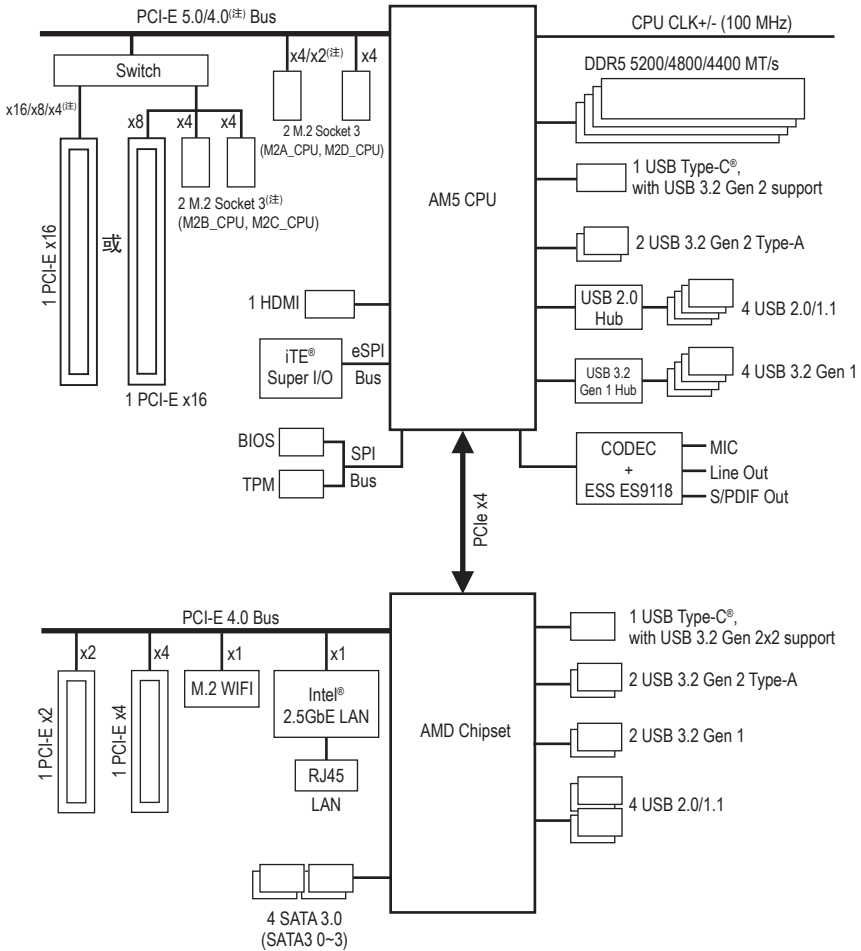 PCI-E 5.0/4.0(注) Bus
CPU CLK+/- (100 MHz)
x4/x2(注)
x4
DDR5 5200/4800/4400 MT/s
Switch
x16/x8/x4(注)
x8
x4
x4
2 M.2 Socket 3
(M2A_CPU, M2D_CPU)
1 USB Type-C®,
with USB 3.2 Gen 2 support
AM5 CPU
2 M.2 Socket 3(注)
(M2B_CPU, M2C_CPU)
1 PCI-E x16
或
2 USB 3.2 Gen 2 Type-A
1 HDMI
USB 2.0
Hub
4 USB 2.0/1.1
iTE®
Super I/O
eSPI
Bus
USB 3.2
Gen 1 Hub
4 USB 3.2 Gen 1
1 PCI-E x16
BIOS
TPM
SPI
Bus
CODEC
+
ESS ES9118
MIC
Line Out
S/PDIF Out
PCIe x4
PCI-E 4.0 Bus
x2
x4
x1
x1
1 USB Type-C®,
with USB 3.2 Gen 2x2 support
1 PCI-E x2
1 PCI-E x4
M.2 WIFI
Intel®
2.5GbE LAN
2 USB 3.2 Gen 2 Type-A
AMD Chipset
2 USB 3.2 Gen 1
RJ45
LAN
4 USB 2.0/1.1
4 SATA 3.0
(SATA3 0~3)